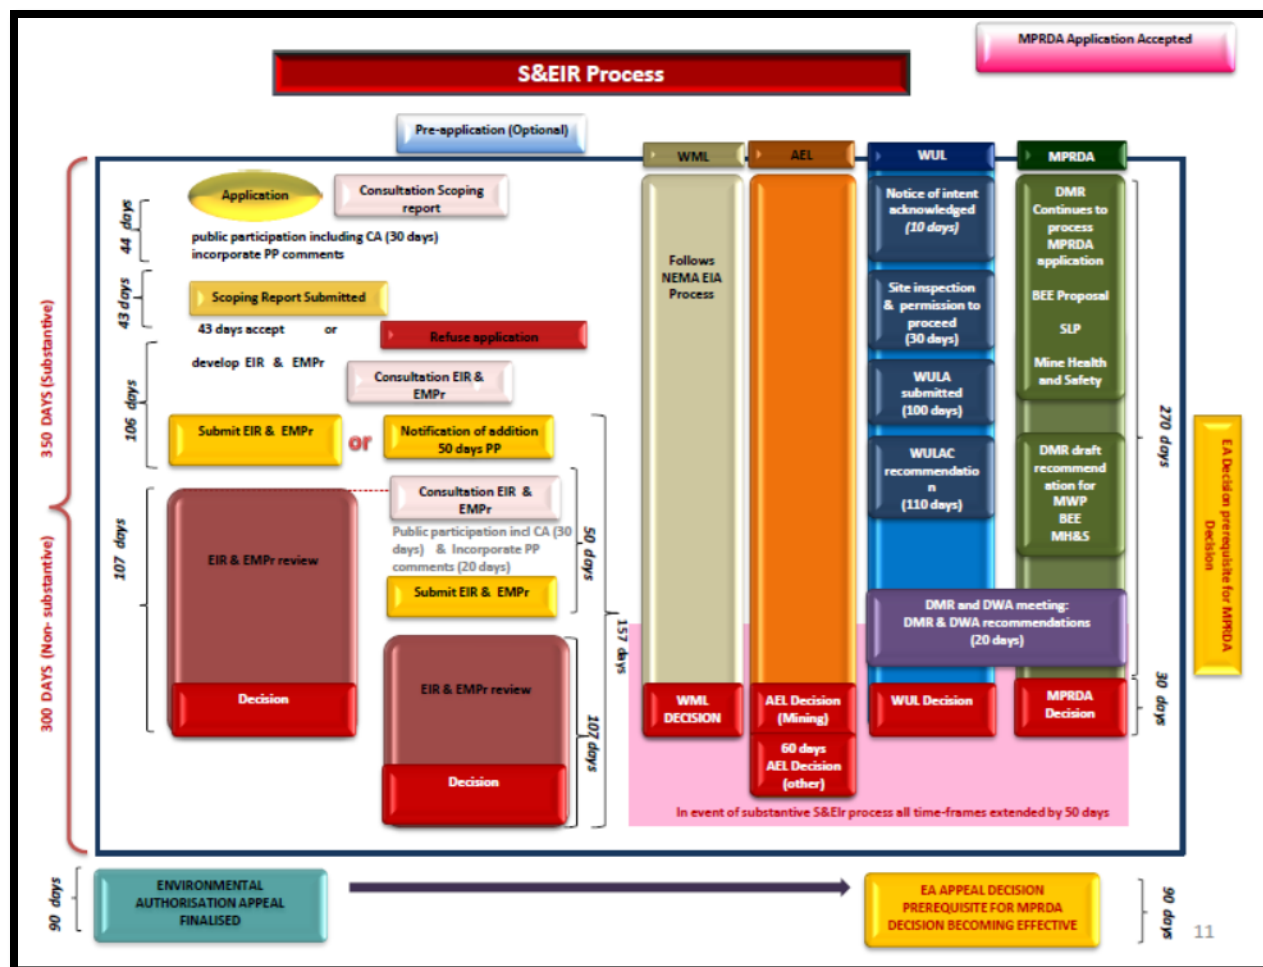 MPRDA Application Accepted
S&EIR Process
Pre-application (Optional)
WML
AEL
WUL
MPRDA
350 DAYS (Substantive)
300 DAYS (Non- substantive)
44 days
Application
Consultation Scoping
report
public participation including CA (30 days)
incorporate PP comments
43 days
Scoping Report Submitted
43 days accept or
Refuse application
106 days
develop EIR & EMPr
Consultation EIR &
EMPr
Submit EIR & EMPr
or
Notification of addition
50 days PP
107 days
EIR & EMPr review
Decision
Consultation EIR &
EMPr
Public participation incl CA (30
days) & Incorporate PP
comments (20 days)
Submit EIR & EMPr
50 days
157 days
EIR & EMPr review
Decision
107 days
Follows
NEMA EIA
Process
WML
DECISION
AEL Decision
(Mining)
60 days
AEL Decision
(other)
Notice of intent
acknowledged
(10 days)
Site inspection
& permission to
proceed
(30 days)
WULA
submitted
(100 days)
WULAC
recommendatio
n
(110 days)
DMR
Continues to
process
MPRDA
application
BEE Proposal
SLP
Mine Health
and Safety
DMR draft
recommend
ation for
MWP
BEE
MH&S
DMR and DWA meeting:
DMR & DWA recommendations
(20 days)
WUL Decision
MPRDA
Decision
270 days
30 days
EA Decision prerequisite for MPRDA
Decision
In event of substantive S&EIr process all time-frames extended by 50 days
90 days
ENVIRONMENTAL
AUTHORISATION APPEAL
FINALISED
EA APPEAL DECISION
PREREQUISITE FOR MPRDA
DECISION BECOMING EFFECTIVE
90 days
11